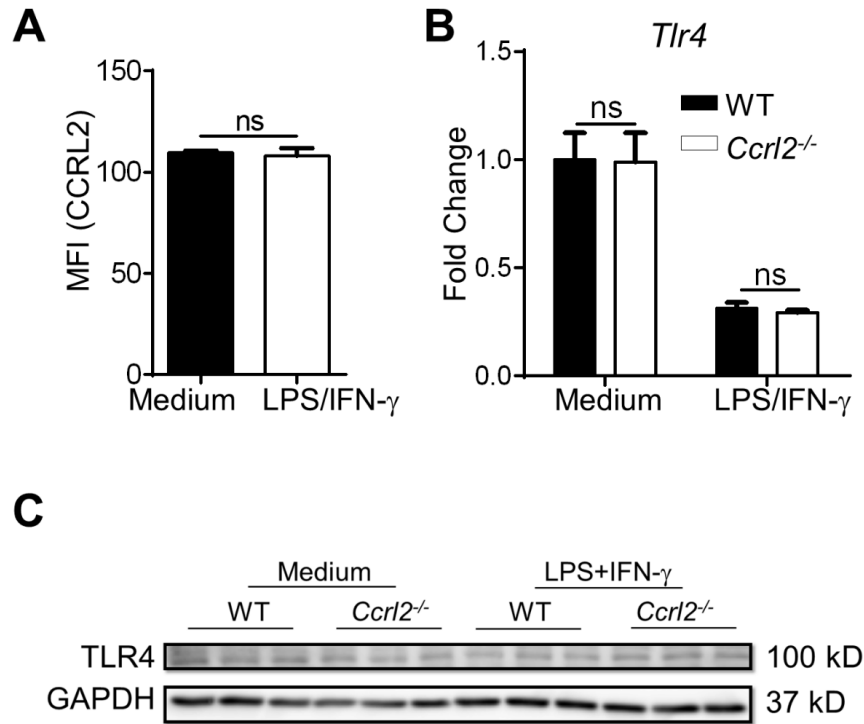 A
MFI (CCRL2)
150
100
50
0
ns
Medium
LPS/IFN-γ
B
Tlr4
Fold Change
1.5
1.0
0.5
0.0
WT
Ccrl2-/-
ns
ns
Medium
LPS/IFN-γ
C
Medium
LPS+IFN-γ
WT
Ccrl2-/-
WT
Ccrl2-/-
TLR4
100 kD
GAPDH
37 kD